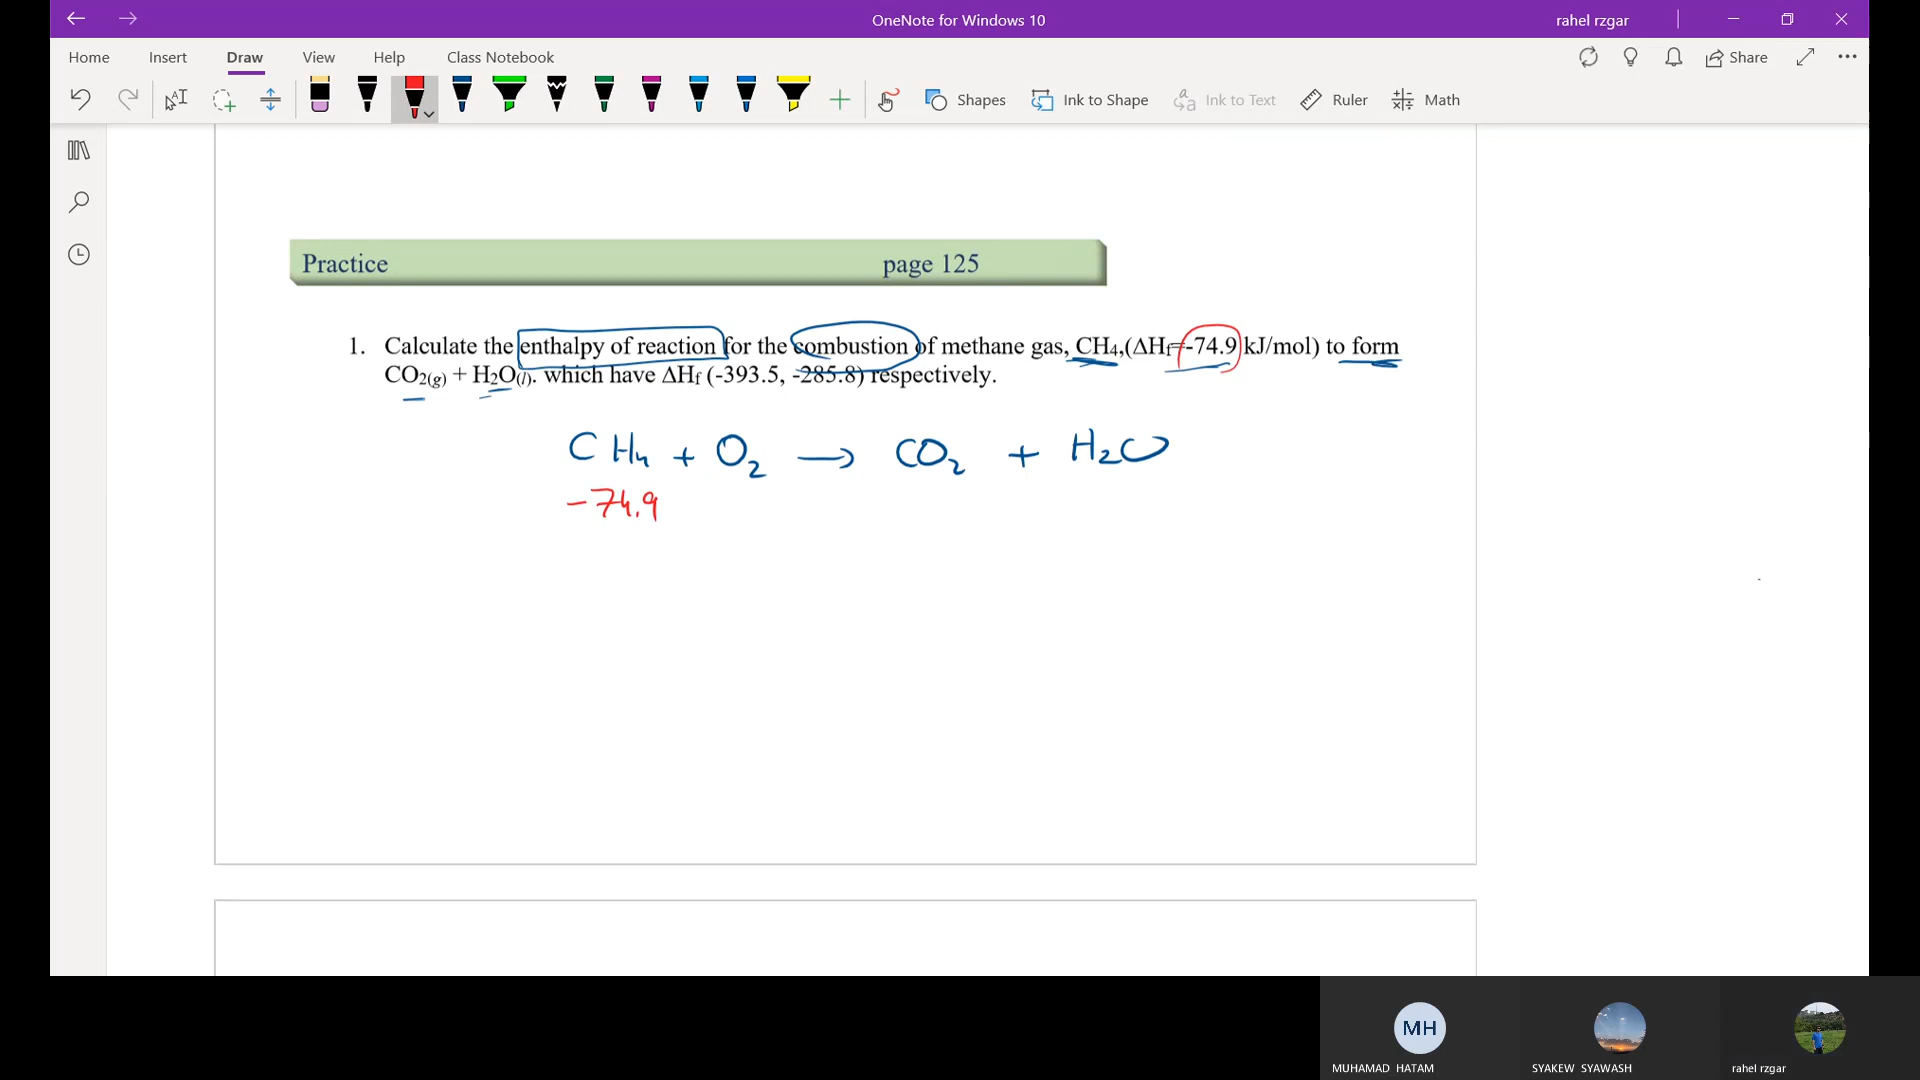 OneNote for Windows 10
rahel rzgar
Home Insert Draw View Help Class Notebook
Share
Shapes Ink to Shape Ink to Text Ruler Math
Practice page 125
1. Calculate the enthalpy of reaction for the combustion of methane gas, CH4,(ΔHf=-74.9 kJ/mol) to form
CO2(g) + H2O(l). which have ΔHf (-393.5, -285.8) respectively.
CH4 + O2 → CO2 + H2O
-74.9
MH
MUHAMAD HATAM SYAKEW SYAWASH rahel rzgar